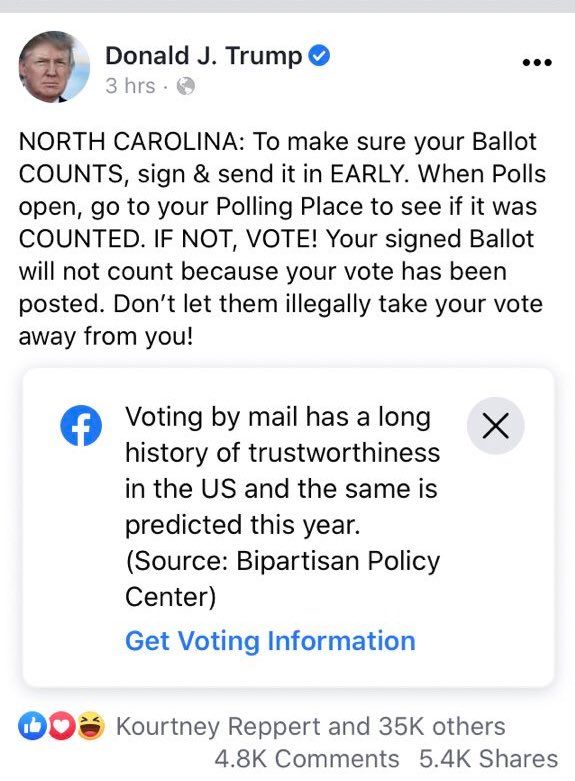 Donald J. Trump
3 hrs ·
NORTH CAROLINA: To make sure your Ballot
COUNTS, sign & send it in EARLY. When Polls
open, go to your Polling Place to see if it was
COUNTED. IF NOT, VOTE! Your signed Ballot
will not count because your vote has been
posted. Don’t let them illegally take your vote
away from you!
Voting by mail has a long
history of trustworthiness
in the US and the same is
predicted this year.
(Source: Bipartisan Policy
Center)
Get Voting Information
Kourtney Reppert and 35K others
4.8K Comments 5.4K Shares